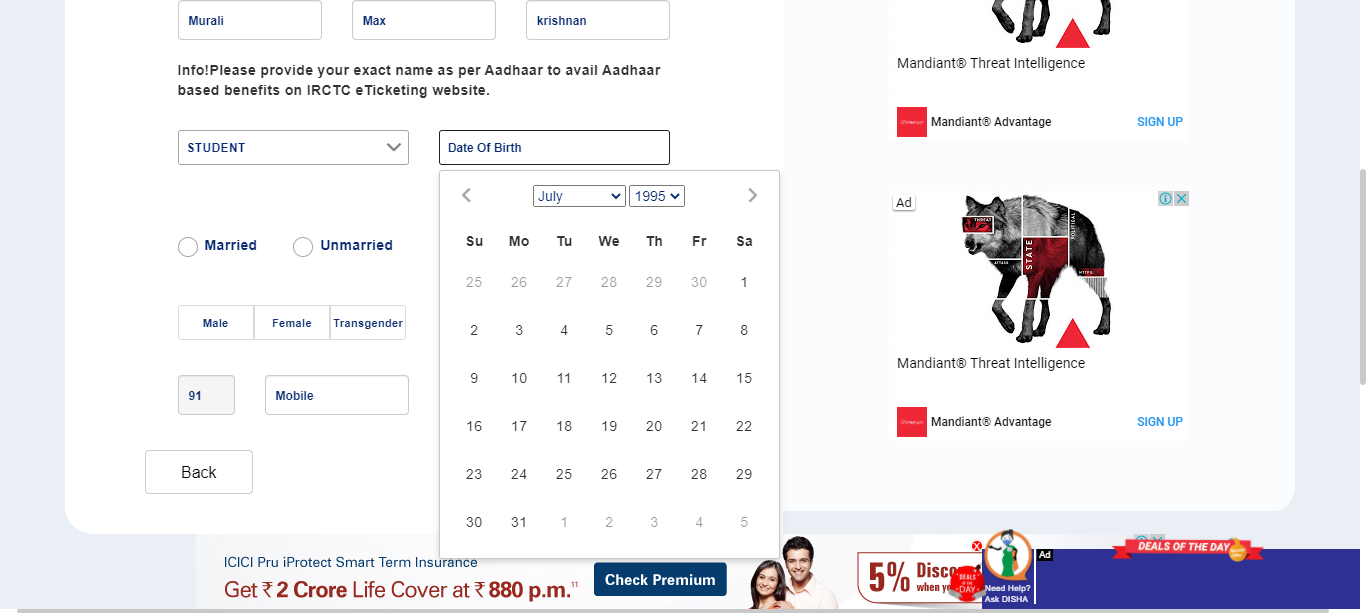 Murali
Max
krishnan
Info!Please provide your exact name as per Aadhaar to avail Aadhaar
based benefits on IRCTC eTicketing website.
STUDENT
Date Of Birth
July
1995
Su Mo Tu We Th Fr Sa
25 26 27 28 29 30 1
2 3 4 5 6 7 8
9 10 11 12 13 14 15
16 17 18 19 20 21 22
23 24 25 26 27 28 29
30 31 1 2 3 4 5
Married
Unmarried
Male
Female
Transgender
91
Mobile
Back
Mandiant® Threat Intelligence
Mandiant® Advantage
SIGN UP
Ad
THREAT
STATE
POLITICAL
ATTACK
Mandiant® Threat Intelligence
Mandiant® Advantage
SIGN UP
ICICI Pru iProtect Smart Term Insurance
Get ₹ 2 Crore Life Cover at ₹ 880 p.m.11
Check Premium
5% Disco
when yo
DEALS
OF THE
DAY
Need Help?
Ask DISHA
Ad
DEALS OF THE DAY